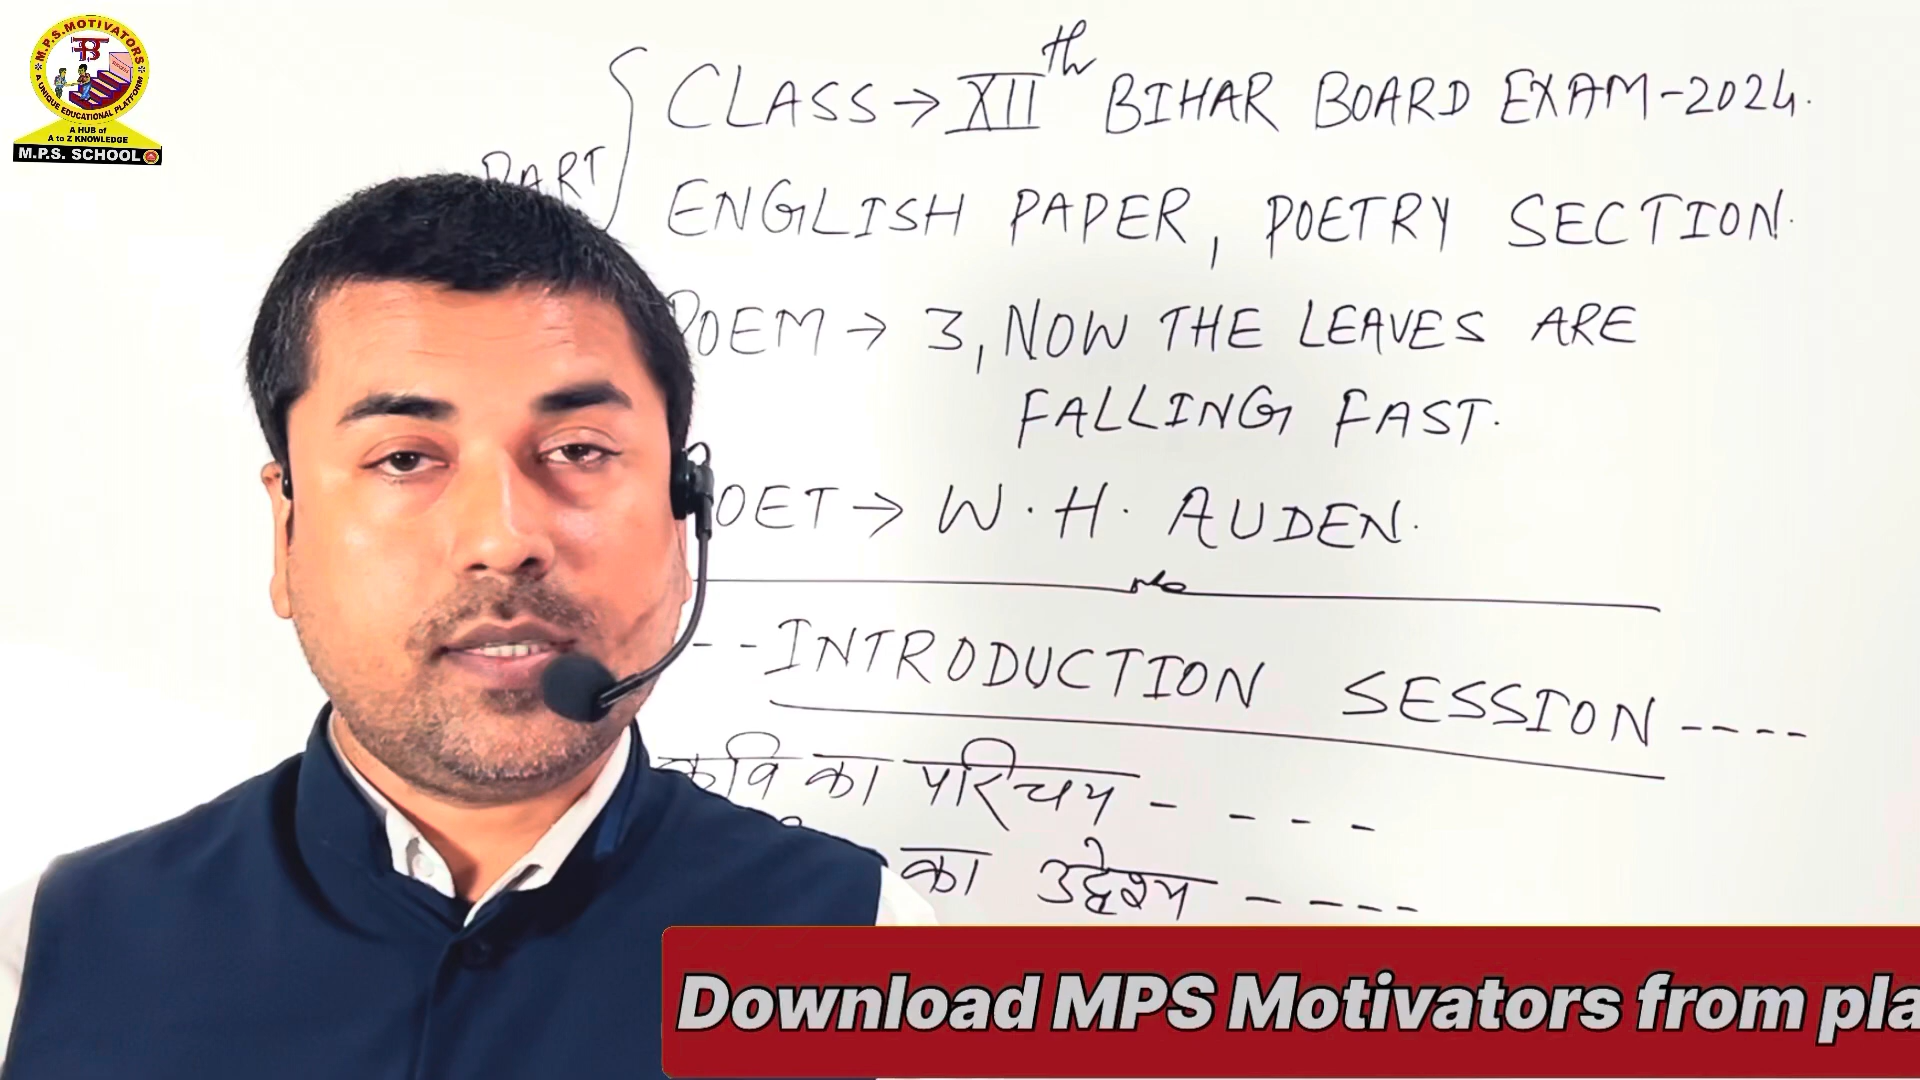 M.P.S.MOTIVATORS
A UNIQUE EDUCATIONAL PLATFORM
A HUB of
A to Z KNOWLEDGE
M.P.S. SCHOOL
PART
CLASS → XIIth BIHAR BOARD EXAM-2024.
ENGLISH PAPER, POETRY SECTION.
POEM → 3, NOW THE LEAVES ARE
FALLING FAST.
OET → W.H. AUDEN.
--INTRODUCTION SESSION----
कवि का परिचय - - - -
का उद्देश्य - - - -
Download MPS Motivators from pla